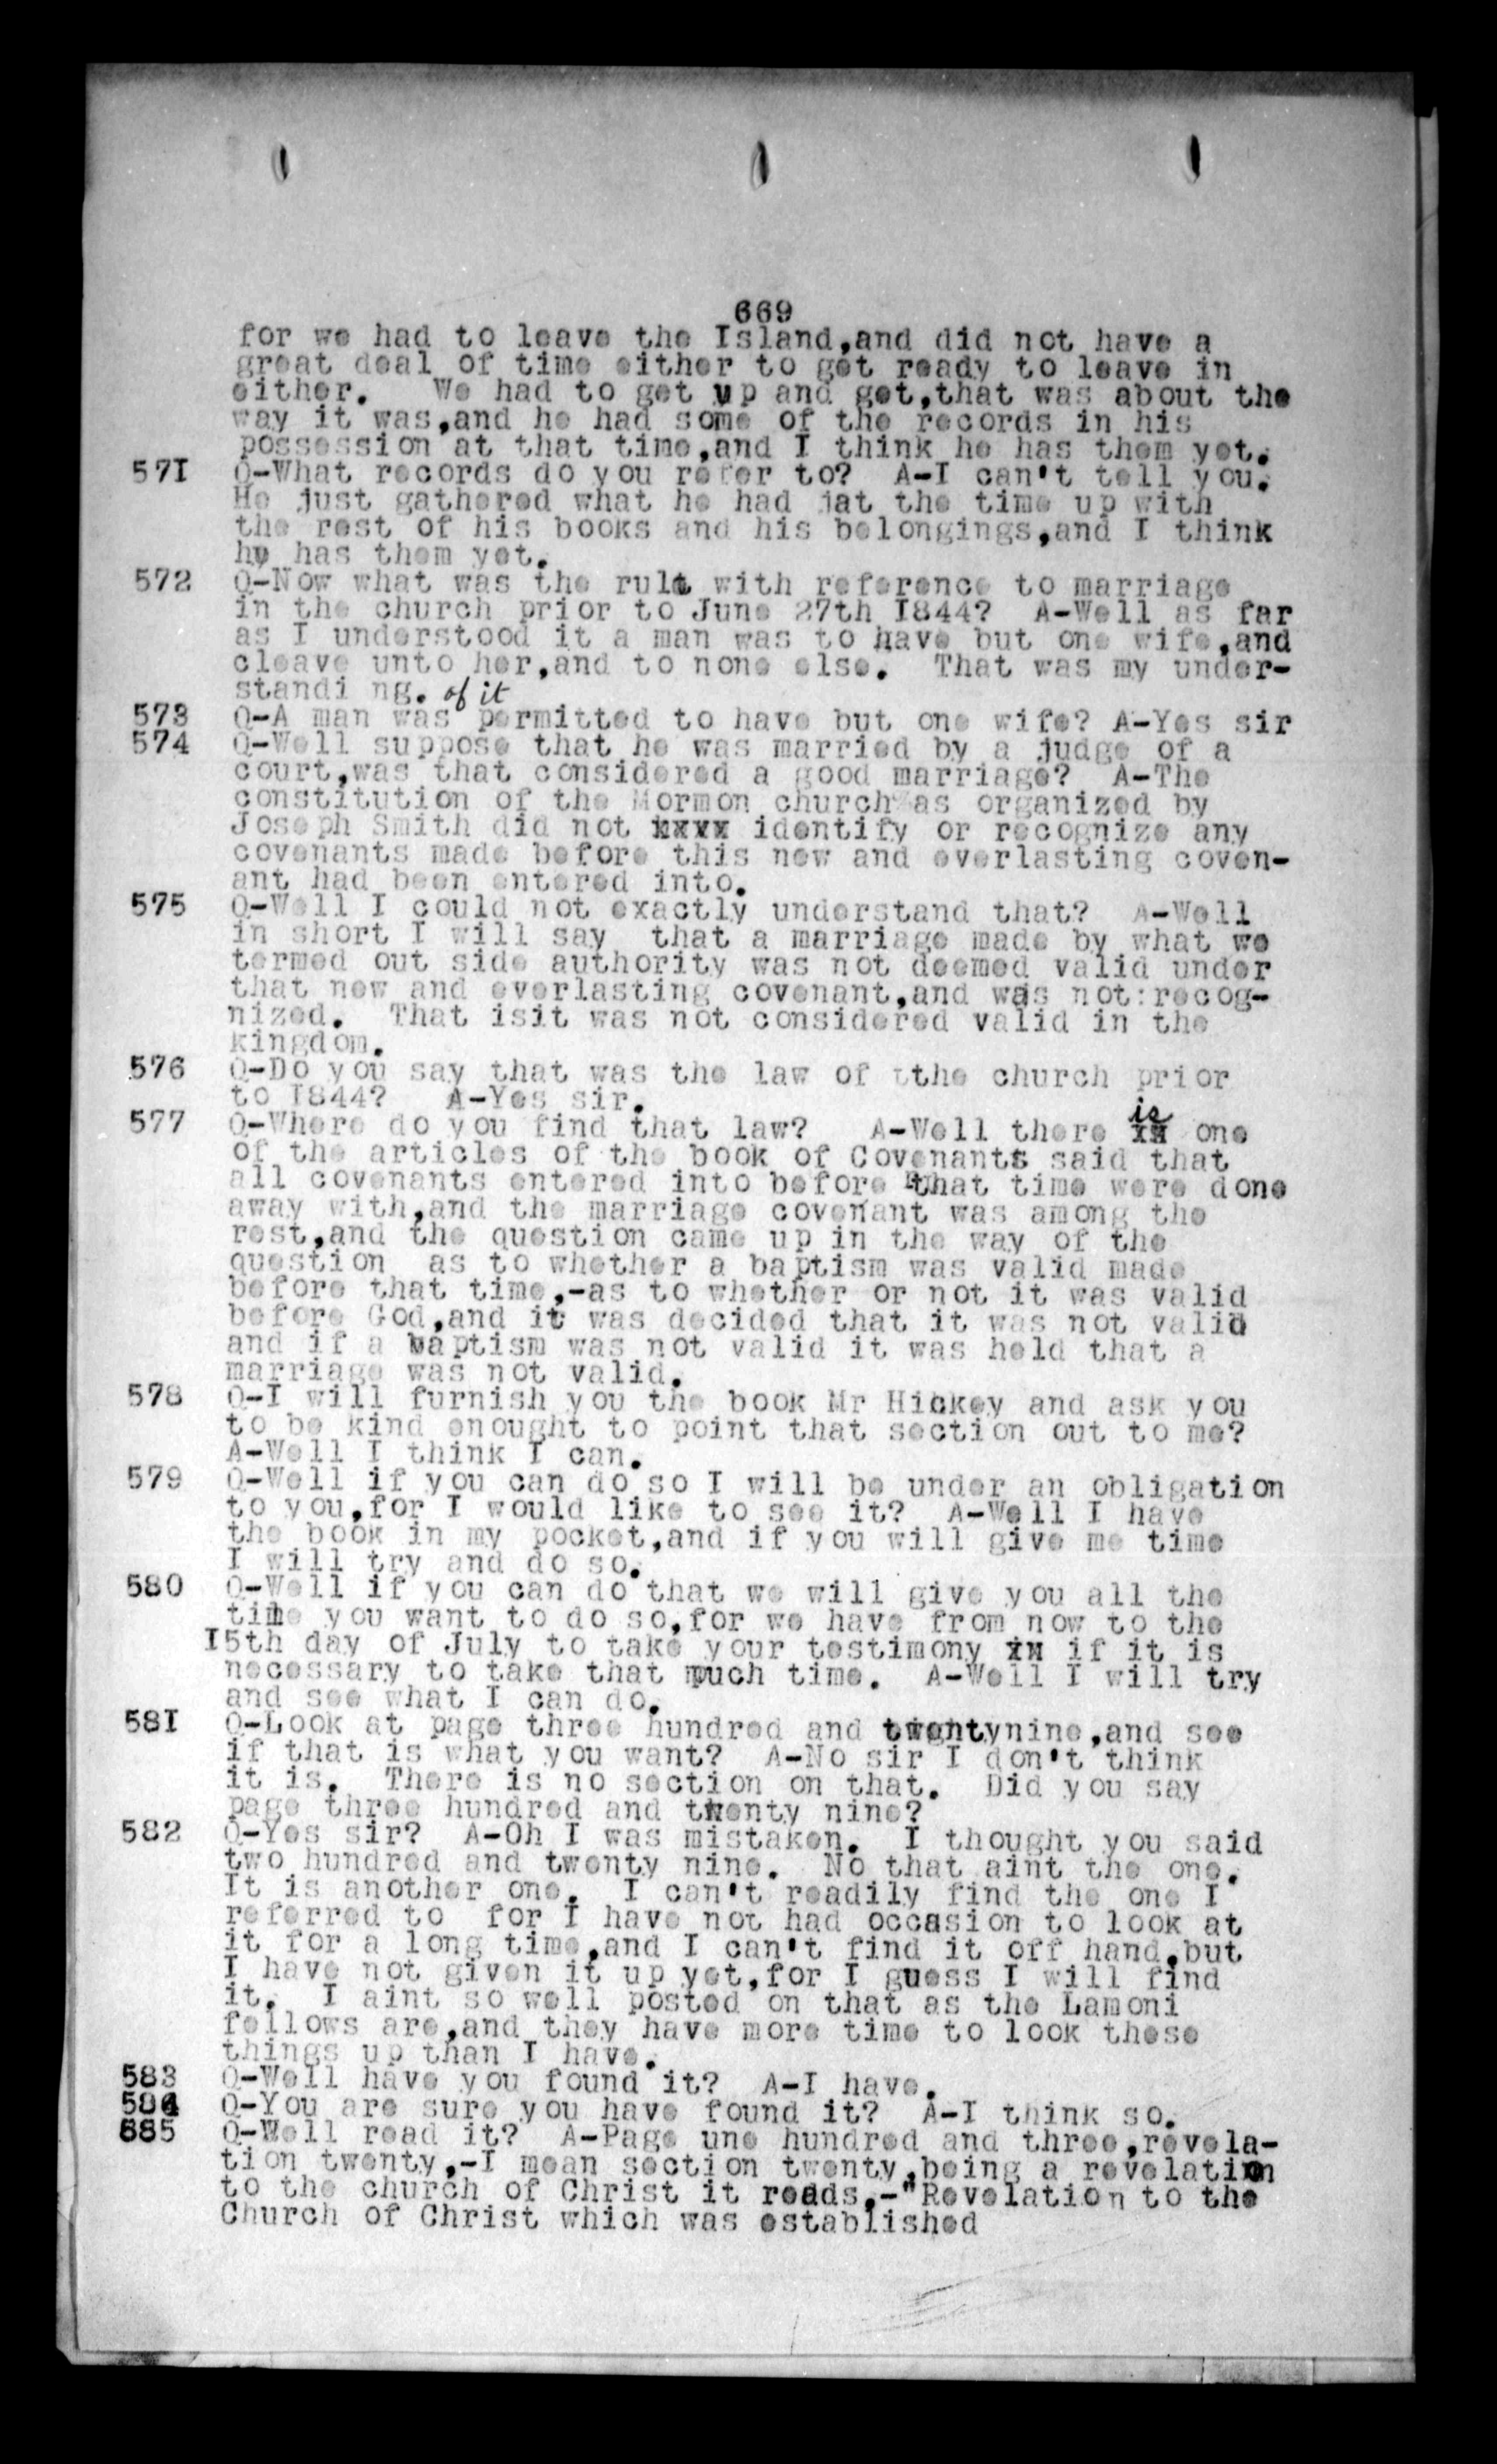 669
for we had to leave the Island,and did not have a
great deal of time either to get ready to leave in
either.   We had to get up and get,that was about the
way it was,and he had some of the records in his
possession at that time,and I think he has them yet.
571 Q-What records do you refer to?  A-I can't tell you.
He just gathered what he had jat the time up with
the rest of his books and his belongings,and I think
he has them yet.
572 Q-Now what was the rule with reference to marriage
in the church prior to June 27th I844?  A-Well as far
as I understood it a man was to have but one wife,and
cleave unto her,and to none else.  That was my under-
standi ng. of it
573 Q-A man was permitted to have but one wife? A-Yes sir
574 Q-Well suppose that he was married by a judge of a
court,was that considered a good marriage?  A-The
constitution of the Mormon church as organized by
Joseph Smith did not xxxx identify or recognize any
covenants made before this new and everlasting coven-
ant had been entered into.
575 Q-Well I could not exactly understand that?  A-Well
in short I will say  that a marriage made by what we
termed out side authority was not deemed valid under
that new and everlasting covenant,and was not:recog-
nized.  That isit was not considered valid in the
kingdom.
576 Q-Do you say that was the law of tthe church prior
to I844?   A-Yes sir.
577 Q-Where do you find that law?   A-Well there is one
of the articles of the book of Covenants said that
all covenants entered into before that time were done
away with,and the marriage covenant was among the
rest,and the question came up in the way of the
question  as to whether a baptism was valid made
before that time,-as to whether or not it was valid
before God,and it was decided that it was not valid
and if a baptism was not valid it was held that a
marriage was not valid.
578 Q-I will furnish you the book Mr Hickey and ask you
to be kind enought to point that section out to me?
A-Well I think I can.
579 Q-Well if you can do so I will be under an obligation
to you,for I would like to see it?  A-Well I have
the book in my pocket,and if you will give me time
I will try and do so.
580 Q-Well if you can do that we will give you all the
time you want to do so,for we have from now to the
I5th day of July to take your testimony xx if it is
necessary to take that much time.  A-Well I will try
and see what I can do.
581 Q-Look at page three hundred and twentynine,and see
if that is what you want?  A-No sir I don't think
it is.  There is no section on that.  Did you say
page three hundred and twenty nine?
582 Q-Yes sir?  A-Oh I was mistaken.  I thought you said
two hundred and twenty nine.  No that aint the one.
It is another one.  I can't readily find the one I
referred to  for I have not had occasion to look at
it for a long time,and I can't find it off hand,but
I have not given it up yet,for I guess I will find
it.  I aint so well posted on that as the Lamoni
fellows are,and they have more time to look these
things up than I have.
583 Q-Well have you found it?  A-I have.
584 Q-You are sure you have found it?  A-I think so.
585 Q-Well read it?  A-Page une hundred and three,revela-
tion twenty,-I mean section twenty,being a revelation
to the church of Christ it reads,-"Revelation to the
Church of Christ which was established